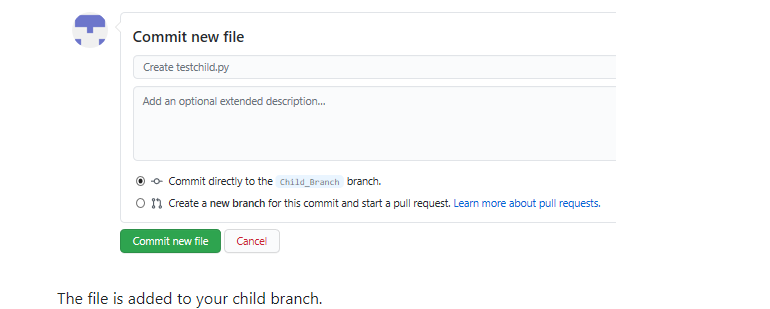 Commit new file
Create testchild.py
Add an optional extended description...
Commit directly to the Child_Branch branch.
Create a new branch for this commit and start a pull request. Learn more about pull requests.
Commit new file Cancel
The file is added to your child branch.